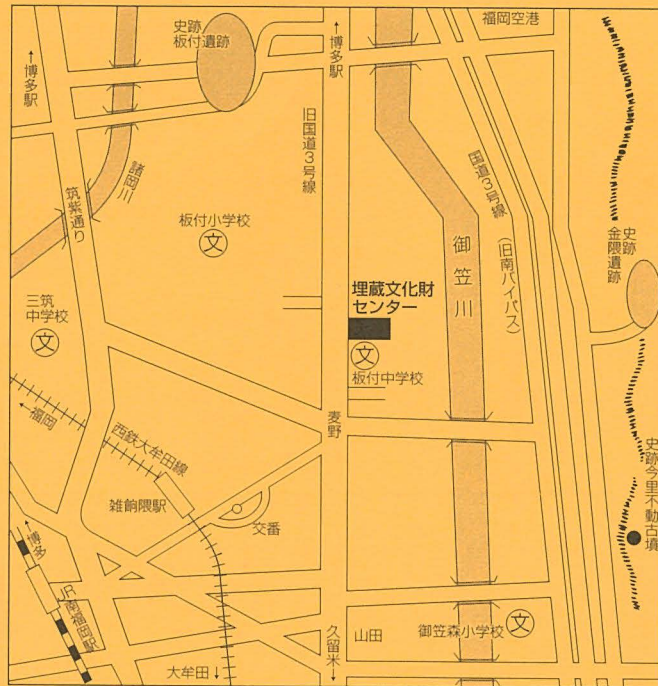 史跡
板付遺跡
↑博多駅
↑博多駅
福岡空港
旧国道3号線
諸岡川
筑紫通り
板付小学校
文
国道3号線
(旧南バイパス)
御笠川
史跡
金隈遺跡
三筑
中学校
文
埋蔵文化財
センター
文
板付中学校
←福岡
西鉄大牟田線
麦野
史跡今里不動古墳
雑餉隈駅
交番
↑博多
JR南福岡駅
大牟田↓
久留米→
山田
御笠森小学校
文